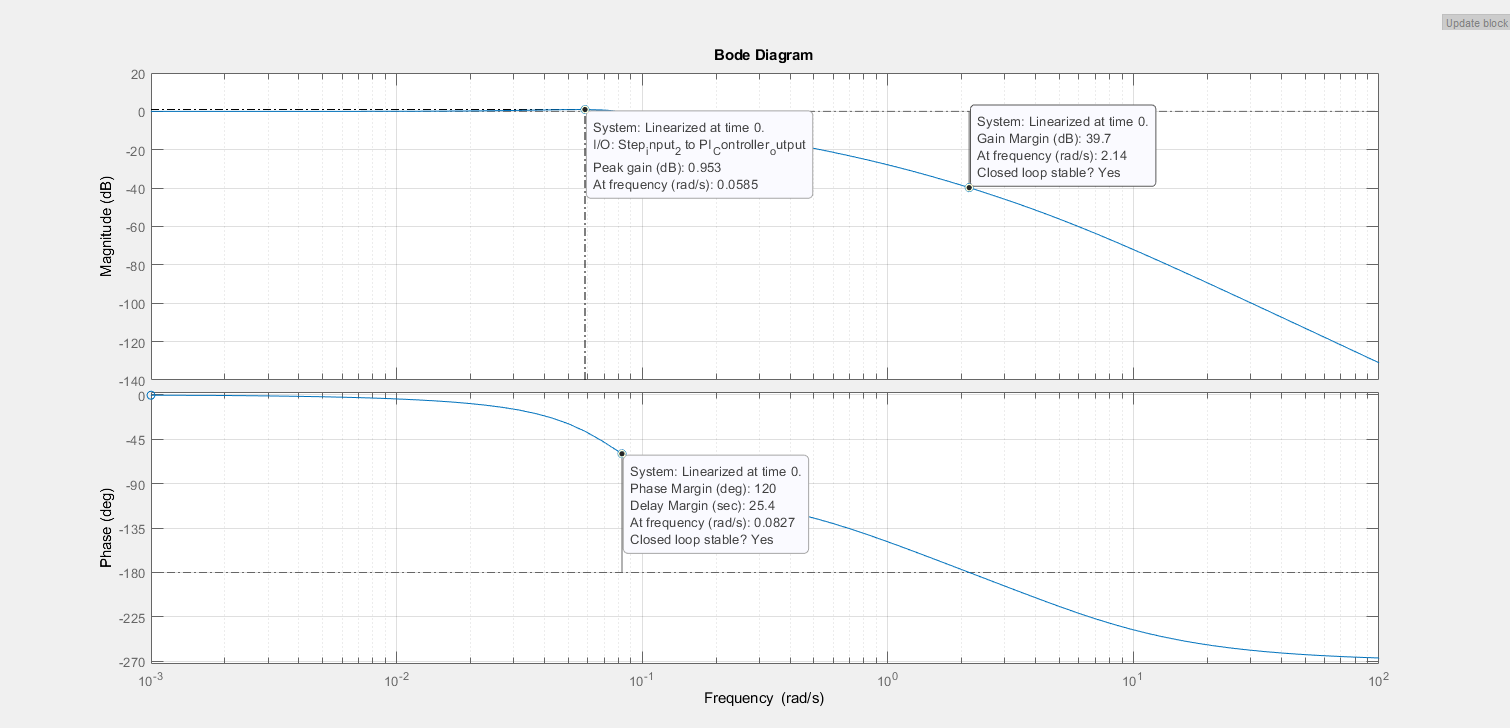 Update block
Bode Diagram
Magnitude (dB)
20
0
-20
-40
-60
-80
-100
-120
-140
System: Linearized at time 0.
I/O: Step_input_2 to PI_Controller_output
Peak gain (dB): 0.953
At frequency (rad/s): 0.0585
System: Linearized at time 0.
Gain Margin (dB): 39.7
At frequency (rad/s): 2.14
Closed loop stable? Yes
Phase (deg)
0
-45
-90
-135
-180
-225
-270
System: Linearized at time 0.
Phase Margin (deg): 120
Delay Margin (sec): 25.4
At frequency (rad/s): 0.0827
Closed loop stable? Yes
10^-3 10^-2 10^-1 10^0 10^1 10^2
Frequency (rad/s)